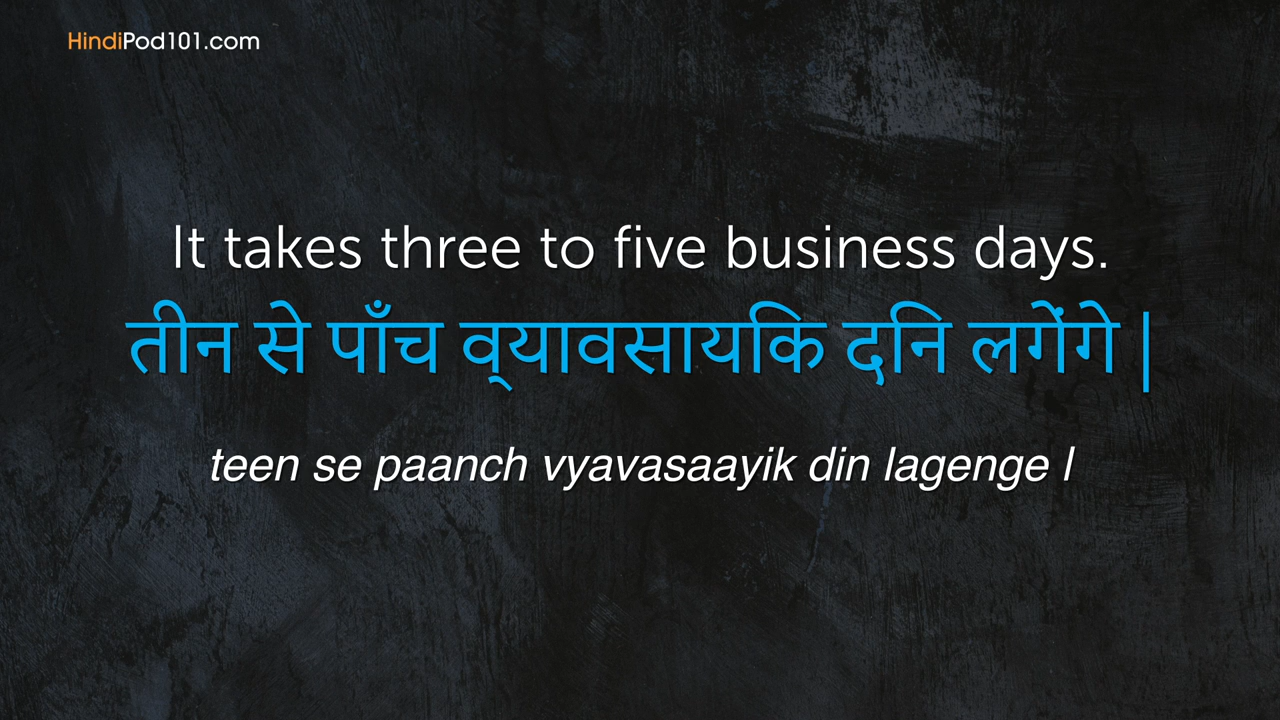 HindiPod101.com
It takes three to five business days.
तीन से पाँच व्यावसायकि दनि लगेंगे |
teen se paanch vyavasaayik din lagenge l